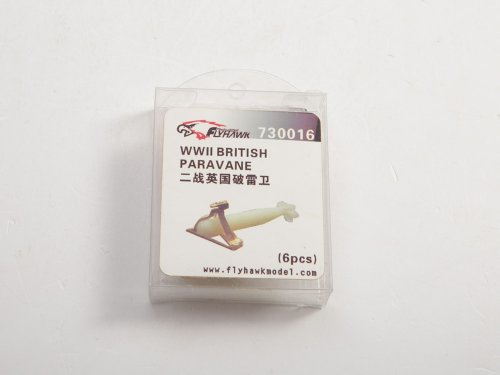 FLYHAWK 730016
WWII BRITISH
PARAVANE
二战英国破雷卫
(6pcs)
www.flyhawkmodel.com